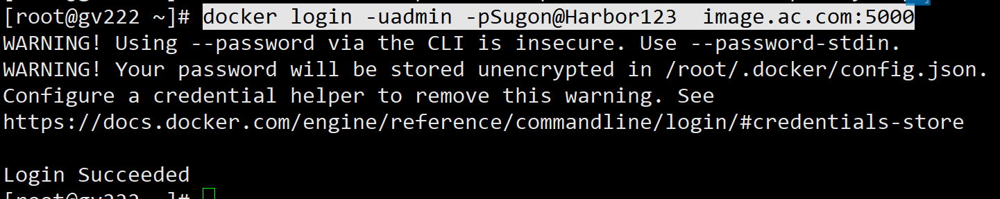 [root@gv222 ~]# docker login -uadmin -pSugon@Harbor123  image.ac.com:5000
WARNING! Using --password via the CLI is insecure. Use --password-stdin.
WARNING! Your password will be stored unencrypted in /root/.docker/config.json.
Configure a credential helper to remove this warning. See
https://docs.docker.com/engine/reference/commandline/login/#credentials-store
Login Succeeded
[root@gv222 ~]#